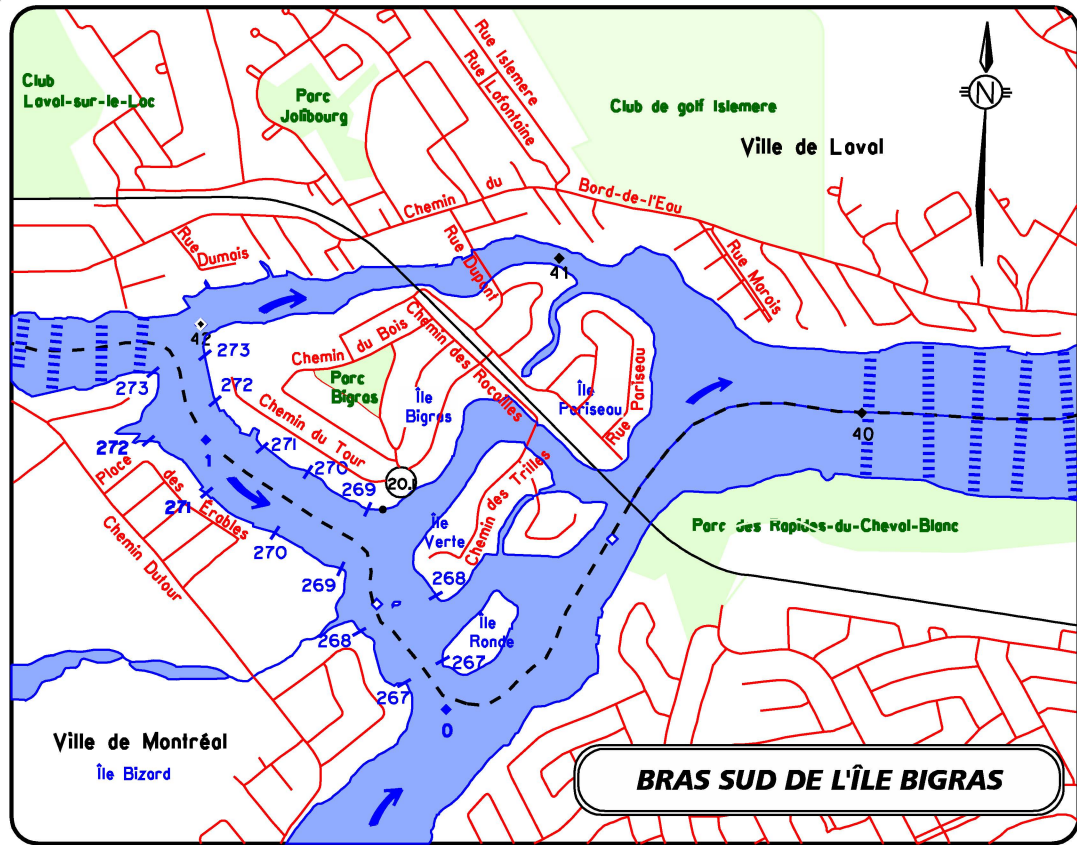 Club
Laval-sur-le-Lac
Parc
Jolibourg
Rue Islemere
Rue Lafontaine
Club de golf Islemere
Ville de Laval
N
Chemin du Bord-de-l'Eau
Rue Dumais
Rue Dupont
41
Rue Marois
42
273
273
272
272
271
271
270
270
269
269
268
268
267
267
Chemin du Bois
Chemin des Rocailles
Parc
Bigras
Île
Bigras
Chemin du Tour
20.1
Île
Pariseau
Rue Pariseau
40
1
Place des Érables
Chemin Dutour
Île
Verte
Chemin des Trilles
Parc des Rapides-du-Cheval-Blanc
Île
Ronde
0
Ville de Montréal
Île Bizard
BRAS SUD DE L'ÎLE BIGRAS